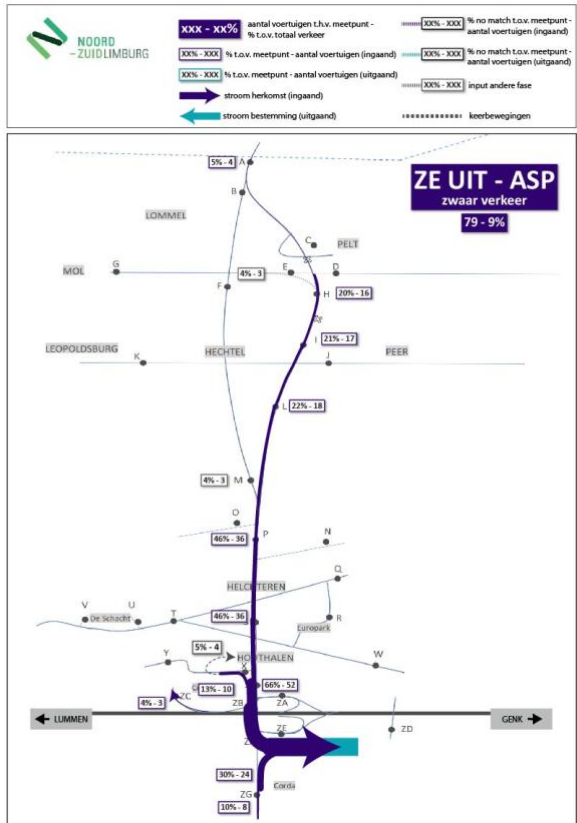 NOORD
–ZUIDLIMBURG
xxx - xx%
aantal voertuigen t.h.v. meetpunt -
% t.o.v. totaal verkeer
XX% - XXX
% t.o.v. meetpunt - aantal voertuigen (ingaand)
XX% - XXX
% t.o.v. meetpunt - aantal voertuigen (uitgaand)
stroom herkomst (ingaand)
stroom bestemming (uitgaand)
XX% - XXX
% no match t.o.v. meetpunt -
aantal voertuigen (ingaand)
XX% - XXX
% no match t.o.v. meetpunt -
aantal voertuigen (uitgaand)
XX% - XXX
input andere fase
keerbewegingen
ZE UIT - ASP
zwaar verkeer
79 - 9%
5% - 4
A
B
LOMMEL
C
PELT
MOL
G
4% - 3
E
D
F
H
20% - 16
I
21% - 17
LEOPOLDSBURG
HECHTEL
PEER
K
J
L
22% - 18
4% - 3
M
O
46% - 36
P
N
HELCHTEREN
Q
V
U
De Schacht
T
46% - 36
R
Europark
5% - 4
Y
HOUTHALEN
X
W
13% - 10
66% - 52
4% - 3
ZC
ZB
ZA
LUMMEN
GENK
ZE
ZD
30% - 24
Corda
ZG
10% - 8